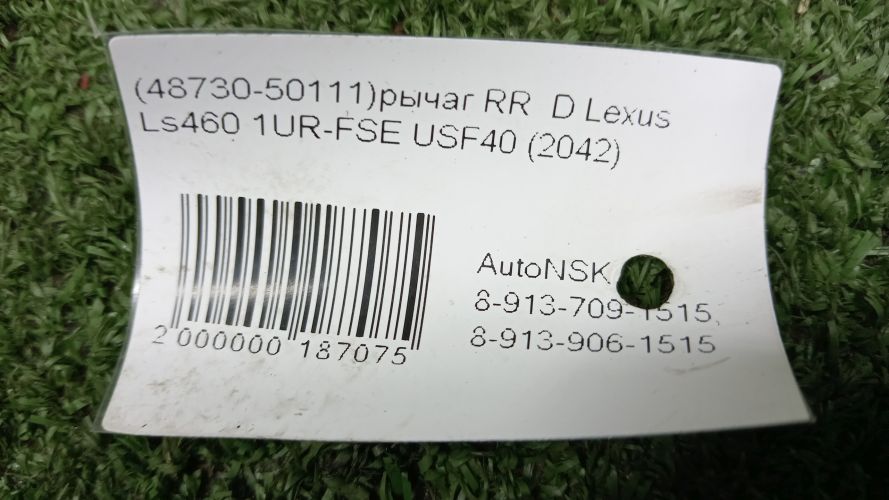 (48730-50111)рычаг RR D Lexus
Ls460 1UR-FSE USF40 (2042)
2 000000 187075
AutoNSK
8-913-709-1515,
8-913-906-1515